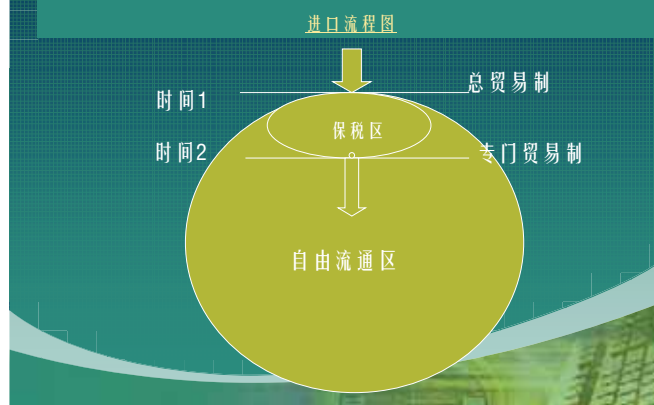 进口流程图
总贸易制
时间1
保税区
时间2
专门贸易制
自由流通区